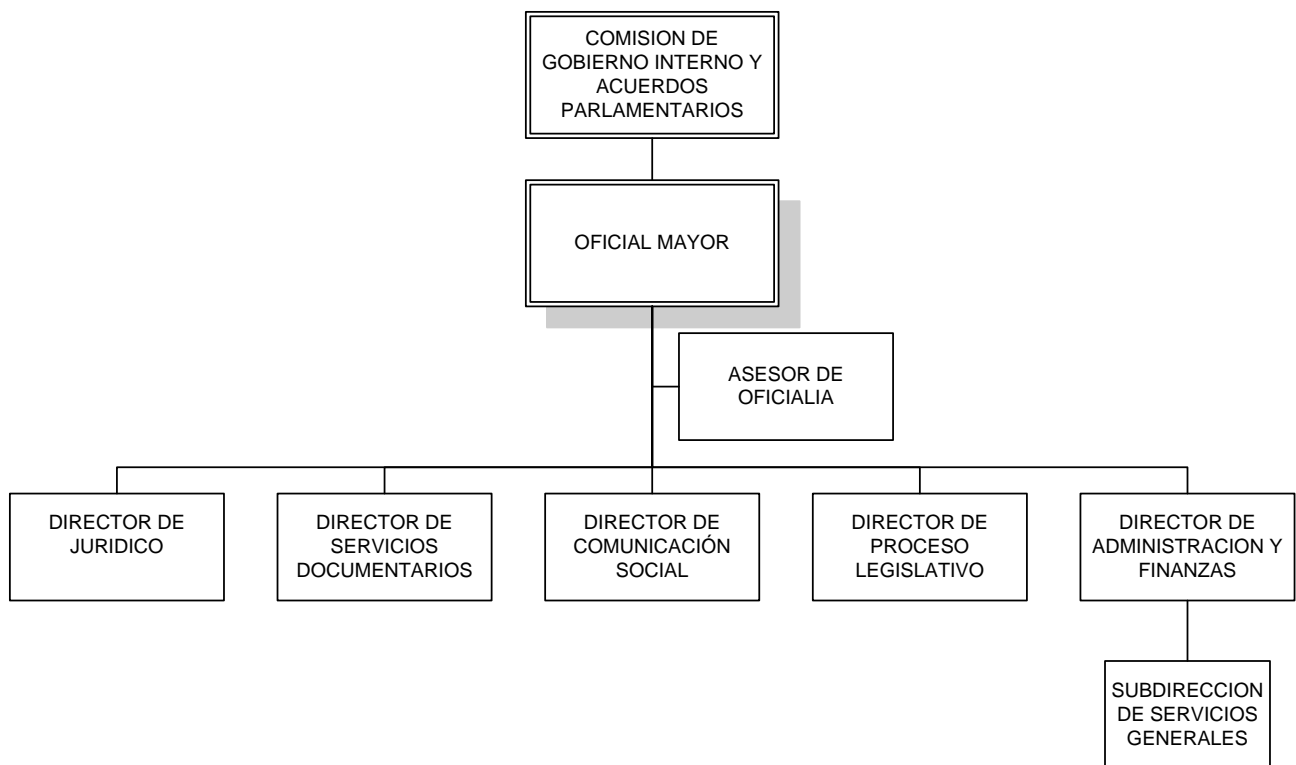 COMISION DE
GOBIERNO INTERNO Y
ACUERDOS
PARLAMENTARIOS
OFICIAL MAYOR
ASESOR DE
OFICIALIA
DIRECTOR DE
JURIDICO
DIRECTOR DE
SERVICIOS
DOCUMENTARIOS
DIRECTOR DE
COMUNICACIÓN
SOCIAL
DIRECTOR DE
PROCESO
LEGISLATIVO
DIRECTOR DE
ADMINISTRACION Y
FINANZAS
SUBDIRECCION
DE SERVICIOS
GENERALES